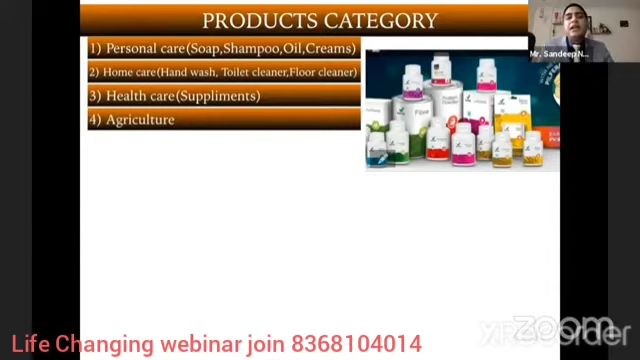 PRODUCTS CATEGORY
1) Personal care(Soap,Shampoo,Oil,Creams)
2) Home care(Hand wash, Toilet cleaner,Floor cleaner)
3) Health care(Suppliments)
4) Agriculture
Mr. Sandeep N...
Fibre
zoom
Life Changing webinar join 8368104014